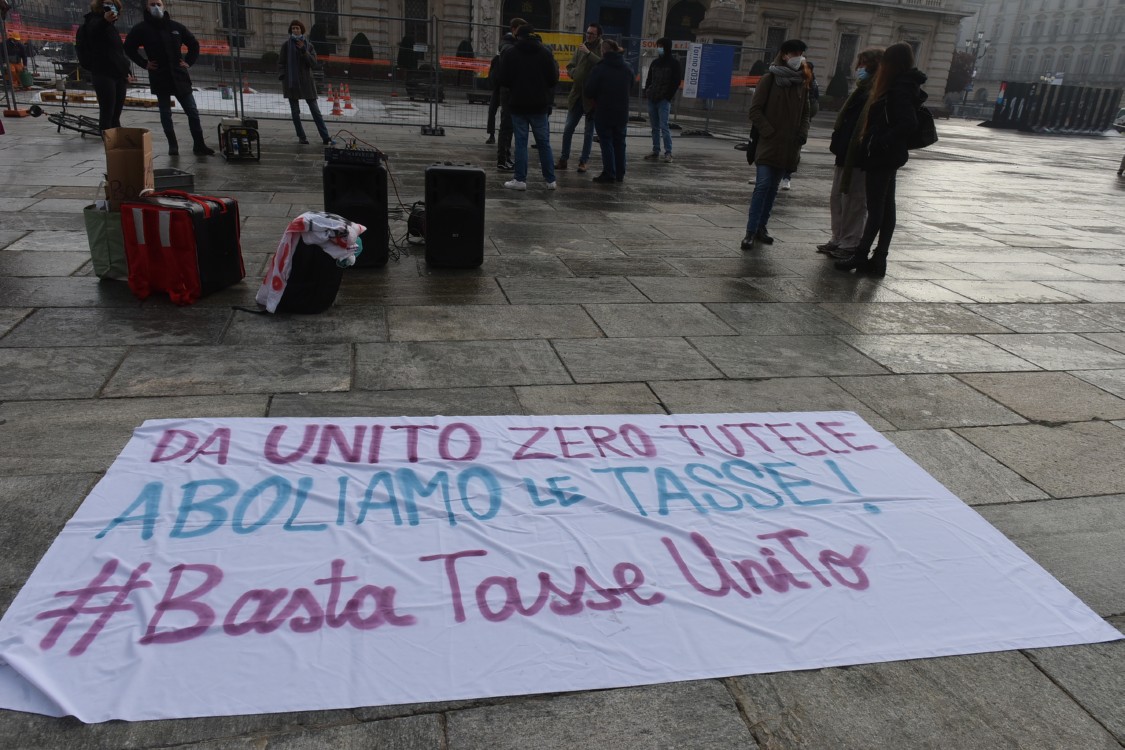 DA UNITO ZERO TUTELE
ABOLIAMO LE TASSE!
#Basta Tasse UniTo